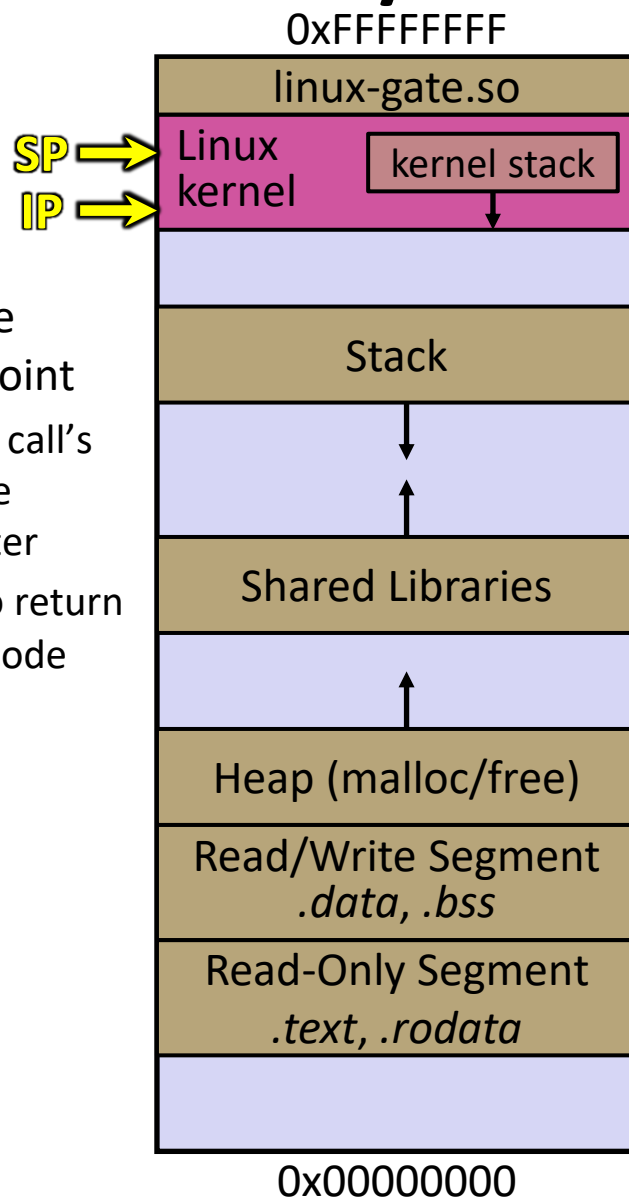 0xFFFFFFFF
linux-gate.so
SP
Linux
kernel
kernel stack
IP
e
oint
call's
e
ter
o return
ode
Stack
Shared Libraries
Heap (malloc/free)
Read/Write Segment
.data, .bss
Read-Only Segment
.text, .rodata
0x00000000